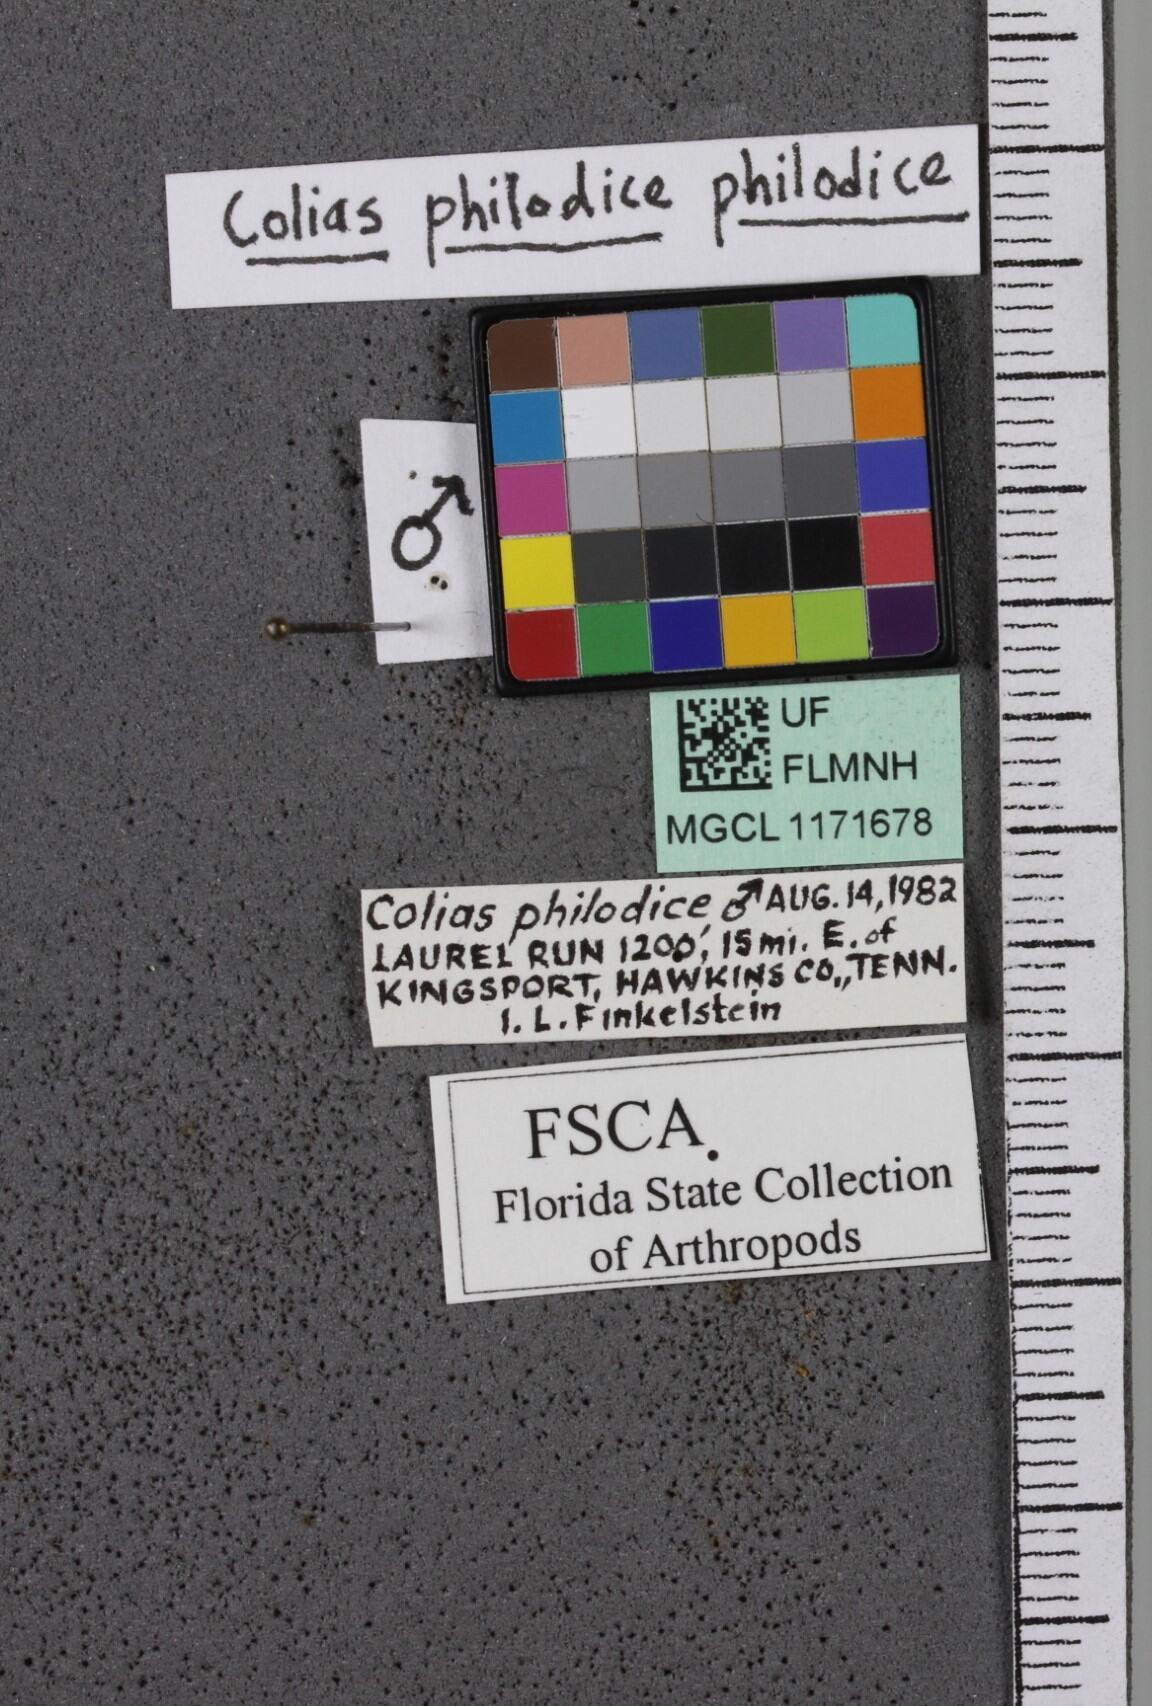 Colias philodice philodice
♂
UF
FLMNH
MGCL 1171678
Colias philodice ♂ AUG. 14, 1982
LAUREL RUN 1200', 15 mi. E. of
KINGSPORT, HAWKINS CO., TENN.
I. L. Finkelstein
FSCA.
Florida State Collection
of Arthropods